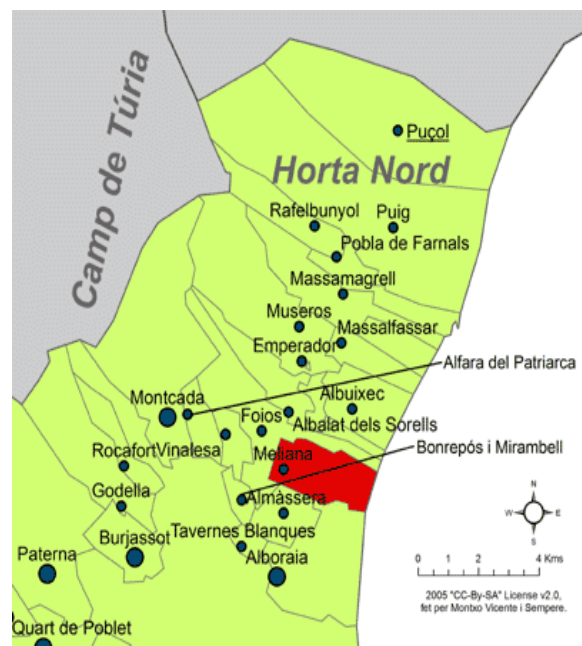 Camp de Túria
Puçol
Horta Nord
Rafelbunyol
Puig
Pobla de Farnals
Massamagrell
Museros
Massalfassar
Emperador
Alfara del Patriarca
Montcada
Albuixec
Foios
Albalat dels Sorells
Rocafort
Vinalesa
Meliana
Bonrepós i Mirambell
Godella
Almàssera
N
W
E
S
Burjassot
Tavernes Blanques
Paterna
Alboraia
0 1 2 4 Kms
2005 "CC-By-SA" License v2.0,
fet per Montxo Vicente i Sempere.
Quart de Poblet